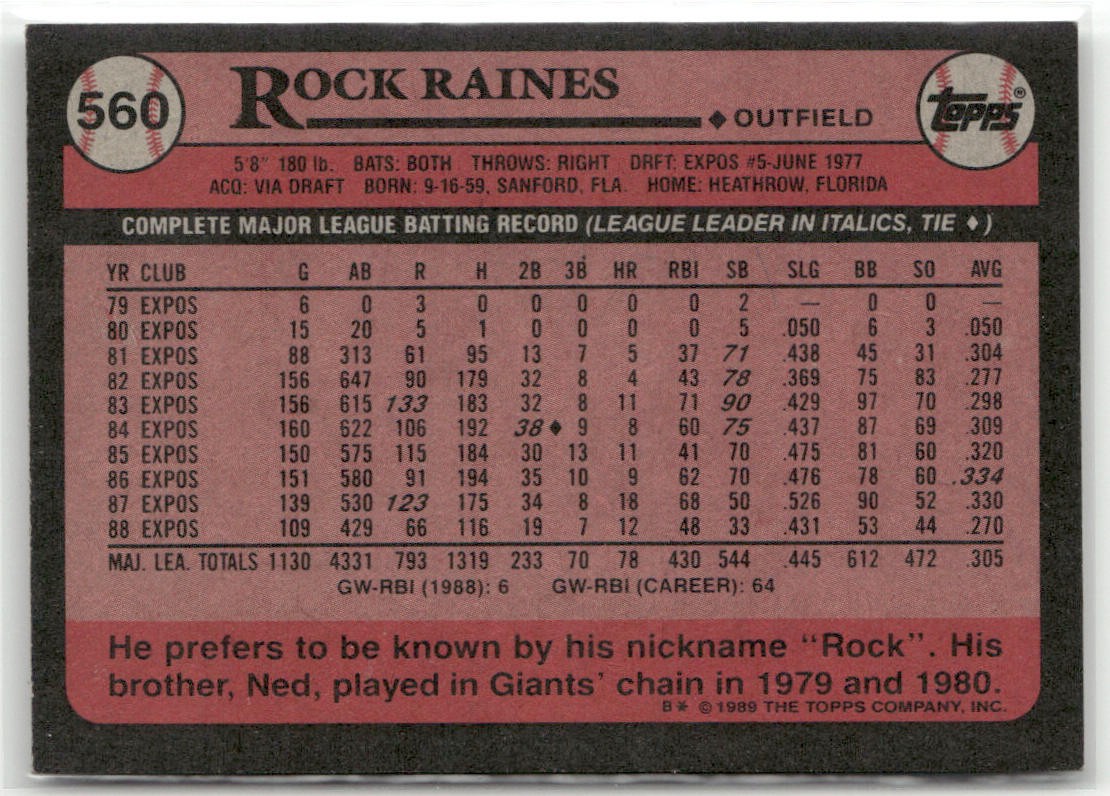 560
ROCK RAINES
◆ OUTFIELD
topps®
5'8" 180 lb. BATS: BOTH THROWS: RIGHT DRFT: EXPOS #5-JUNE 1977
ACQ: VIA DRAFT BORN: 9-16-59, SANFORD, FLA. HOME: HEATHROW, FLORIDA
COMPLETE MAJOR LEAGUE BATTING RECORD (LEAGUE LEADER IN ITALICS, TIE ♦)
YR CLUB G AB R H 2B 3B HR RBI SB SLG BB SO AVG
79 EXPOS 6 0 3 0 0 0 0 0 2 — 0 0 —
80 EXPOS 15 20 5 1 0 0 0 0 5 .050 6 3 .050
81 EXPOS 88 313 61 95 13 7 5 37 71 .438 45 31 .304
82 EXPOS 156 647 90 179 32 8 4 43 78 .369 75 83 .277
83 EXPOS 156 615 133 183 32 8 11 71 90 .429 97 70 .298
84 EXPOS 160 622 106 192 38♦ 9 8 60 75 .437 87 69 .309
85 EXPOS 150 575 115 184 30 13 11 41 70 .475 81 60 .320
86 EXPOS 151 580 91 194 35 10 9 62 70 .476 78 60 .334
87 EXPOS 139 530 123 175 34 8 18 68 50 .526 90 52 .330
88 EXPOS 109 429 66 116 19 7 12 48 33 .431 53 44 .270
MAJ. LEA. TOTALS 1130 4331 793 1319 233 70 78 430 544 .445 612 472 .305
GW-RBI (1988): 6 GW-RBI (CAREER): 64
He prefers to be known by his nickname "Rock". His
brother, Ned, played in Giants' chain in 1979 and 1980.
B* © 1989 THE TOPPS COMPANY, INC.